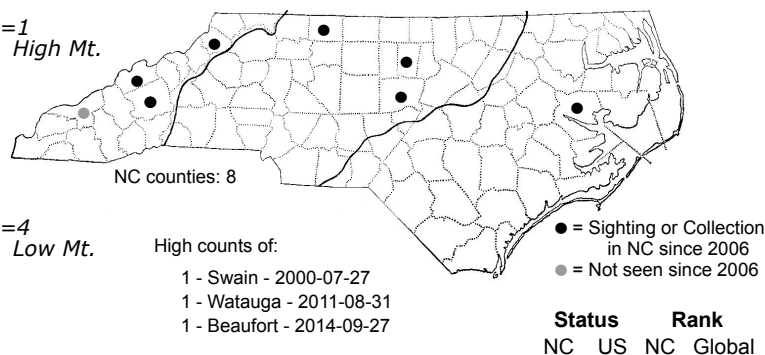 =1
High Mt.
NC counties: 8
=4
Low Mt.
High counts of:
1 - Swain - 2000-07-27
1 - Watauga - 2011-08-31
1 - Beaufort - 2014-09-27
● = Sighting or Collection
in NC since 2006
● = Not seen since 2006
Status Rank
NC US NC Global